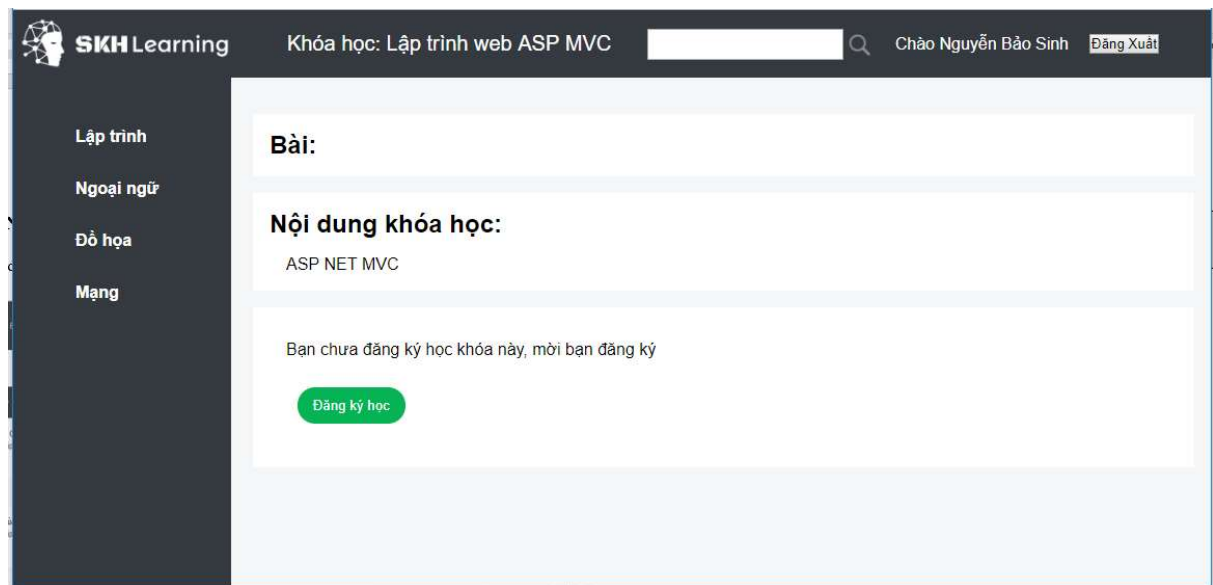 SKH Learning
Khóa học: Lập trình web ASP MVC
Chào Nguyễn Bảo Sinh
Đăng Xuất
Lập trình
Ngoại ngữ
Đồ họa
Mạng
Bài:
Nội dung khóa học:
ASP NET MVC
Bạn chưa đăng ký học khóa này, mời bạn đăng ký
Đăng ký học